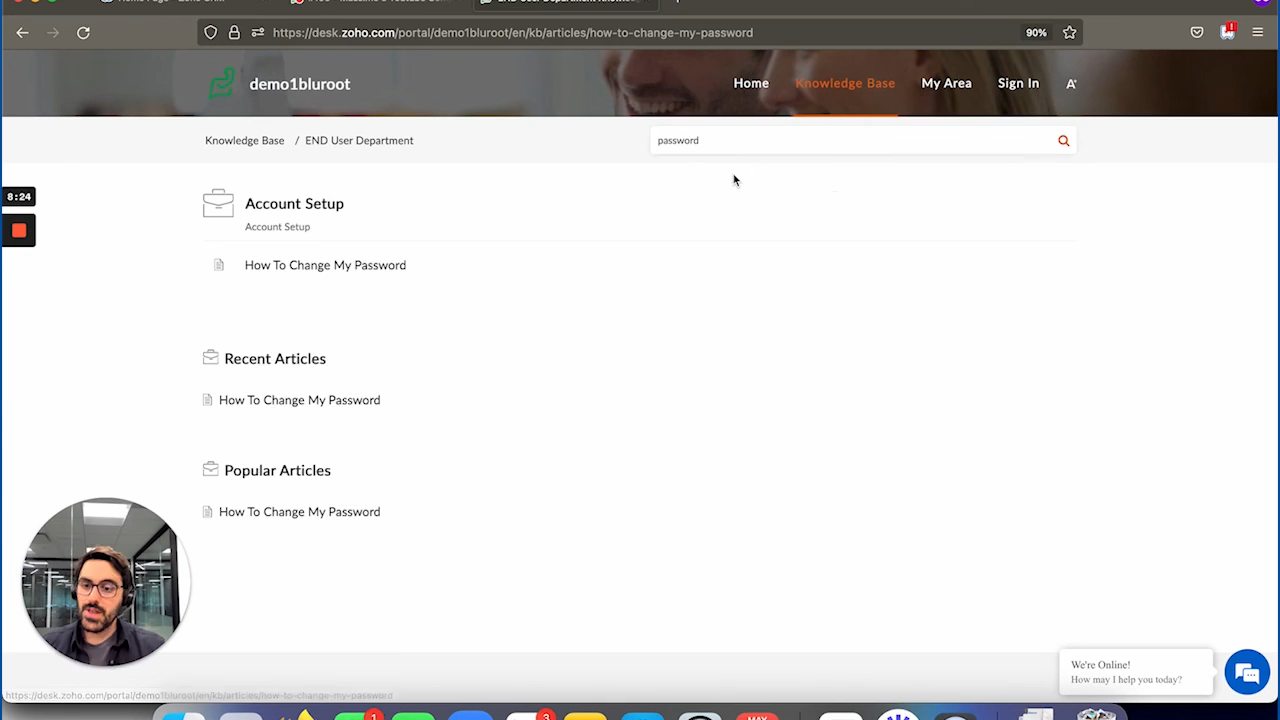 https://desk.zoho.com/portal/demo1bluroot/en/kb/articles/how-to-change-my-password
90%
demo1bluroot
Home
Knowledge Base
My Area
Sign In
A+
Knowledge Base / END User Department
password
8:24
Account Setup
Account Setup
How To Change My Password
Recent Articles
How To Change My Password
Popular Articles
How To Change My Password
We're Online!
How may I help you today?
https://desk.zoho.com/portal/demo1bluroot/en/kb/articles/how-to-change-my-password
1
3
MAY